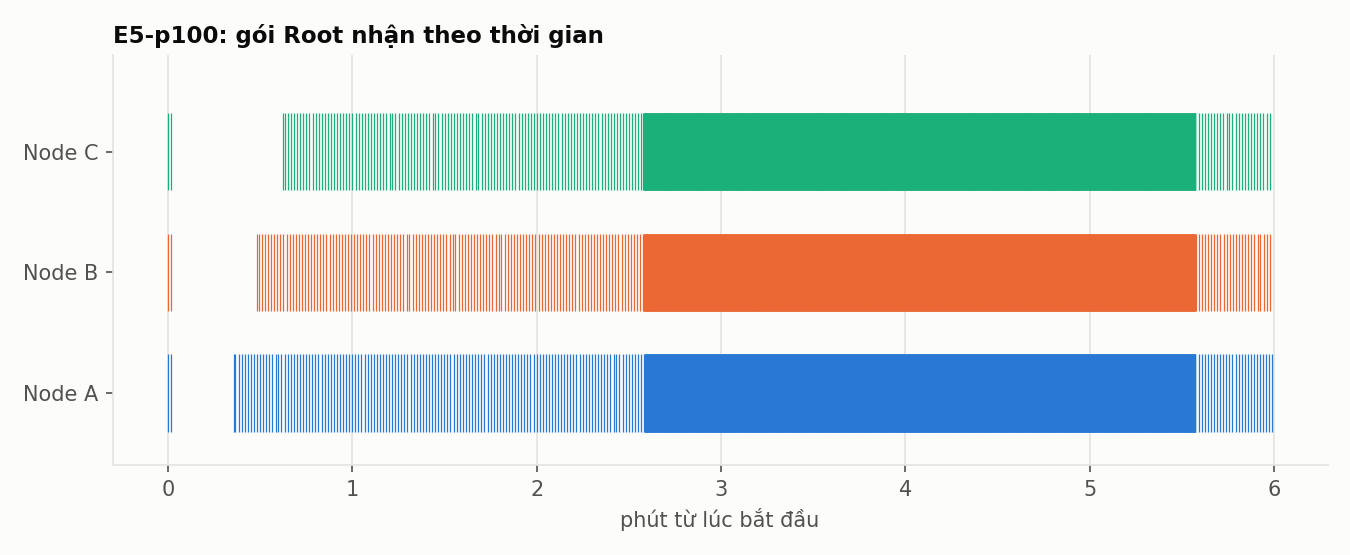 E5-p100: gói Root nhận theo thời gian
Node C
Node B
Node A
0 1 2 3 4 5 6
phút từ lúc bắt đầu